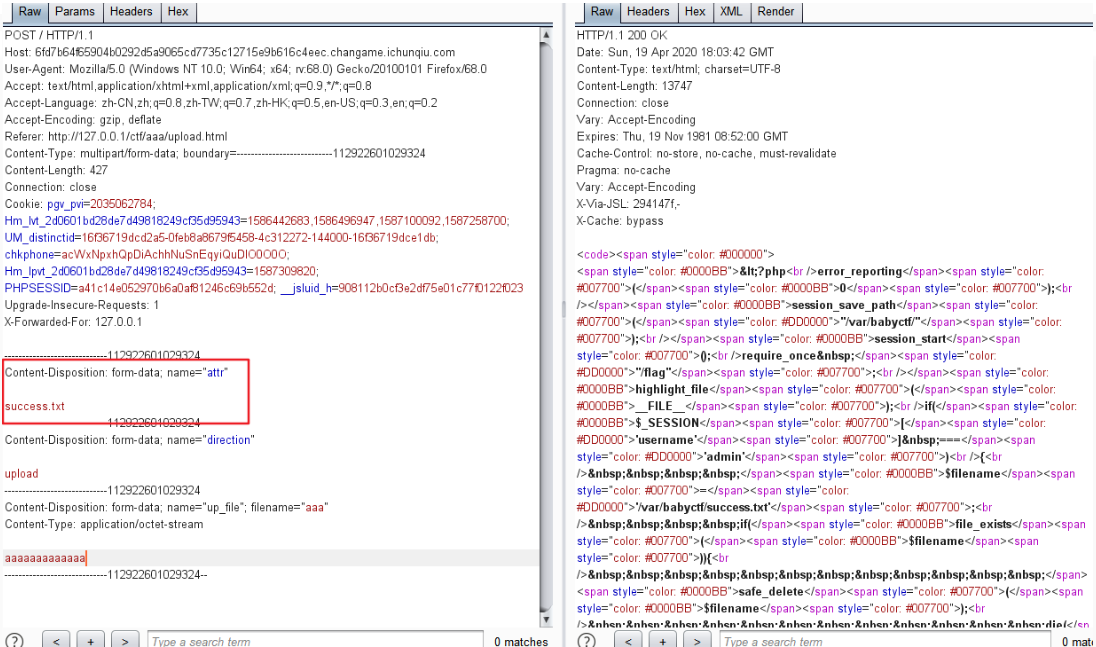 Raw Params Headers Hex
POST / HTTP/1.1
Host: 6fd7b64f65904b0292d5a9065cd7735c12715e9b616c4eec.changame.ichunqiu.com
User-Agent: Mozilla/5.0 (Windows NT 10.0; Win64; x64; rv:68.0) Gecko/20100101 Firefox/68.0
Accept: text/html,application/xhtml+xml,application/xml;q=0.9,*/*;q=0.8
Accept-Language: zh-CN,zh;q=0.8,zh-TW;q=0.7,zh-HK;q=0.5,en-US;q=0.3,en;q=0.2
Accept-Encoding: gzip, deflate
Referer: http://127.0.0.1/ctf/aaa/upload.html
Content-Type: multipart/form-data; boundary=---------------------------112922601029324
Content-Length: 427
Connection: close
Cookie: pgv_pvi=2035062784;
Hm_lvt_2d0601bd28de7d49818249cf35d95943=1586442683,1586496947,1587100092,1587258700;
UM_distinctid=16f36719dcd2a5-0feb8a8679f5458-4c312272-144000-16f36719dce1db;
chkphone=acWxNpxhQpDiAchhNuSnEqyiQuDIO0O0O;
Hm_lpvt_2d0601bd28de7d49818249cf35d95943=1587309820;
PHPSESSID=a41c14e052970b6a0af81246c69b552d; __jsluid_h=908112b0cf3e2df75e01c77f0122f023
Upgrade-Insecure-Requests: 1
X-Forwarded-For: 127.0.0.1
-----------------------------112922601029324
Content-Disposition: form-data; name="attr"
success.txt
-----------------------------112922601029324
Content-Disposition: form-data; name="direction"
upload
-----------------------------112922601029324
Content-Disposition: form-data; name="up_file"; filename="aaa"
Content-Type: application/octet-stream
aaaaaaaaaaaaa
-----------------------------112922601029324--
? < + > Type a search term 0 matches
Raw Headers Hex XML Render
HTTP/1.1 200 OK
Date: Sun, 19 Apr 2020 18:03:42 GMT
Content-Type: text/html; charset=UTF-8
Content-Length: 13747
Connection: close
Vary: Accept-Encoding
Expires: Thu, 19 Nov 1981 08:52:00 GMT
Cache-Control: no-store, no-cache, must-revalidate
Pragma: no-cache
Vary: Accept-Encoding
X-Via-JSL: 294147f,-
X-Cache: bypass
<code><span style="color: #000000">
<span style="color: #0000BB">&lt;?php<br />error_reporting</span><span style="color:
#007700">(</span><span style="color: #0000BB">0</span><span style="color: #007700">);<br
/></span><span style="color: #0000BB">session_save_path</span><span style="color:
#007700">(</span><span style="color: #DD0000">"/var/babyctf/"</span><span style="color:
#007700">);<br /></span><span style="color: #0000BB">session_start</span><span
style="color: #007700">();<br />require_once&nbsp;</span><span style="color:
#DD0000">"/flag"</span><span style="color: #007700">;<br /></span><span style="color:
#0000BB">highlight_file</span><span style="color: #007700">(</span><span style="color:
#0000BB">__FILE__</span><span style="color: #007700">);<br />if(</span><span style="color:
#0000BB">$_SESSION</span><span style="color: #007700">[</span><span style="color:
#DD0000">'username'</span><span style="color: #007700">]&nbsp;===</span><span
style="color: #DD0000">'admin'</span><span style="color: #007700">)<br />{<br
/>&nbsp;&nbsp;&nbsp;&nbsp;</span><span style="color: #0000BB">$filename</span><span
style="color: #007700">=</span><span style="color:
#DD0000">'/var/babyctf/success.txt'</span><span style="color: #007700">;<br
/>&nbsp;&nbsp;&nbsp;&nbsp;if(</span><span style="color: #0000BB">file_exists</span><span
style="color: #007700">(</span><span style="color: #0000BB">$filename</span><span
style="color: #007700">)){<br
/>&nbsp;&nbsp;&nbsp;&nbsp;&nbsp;&nbsp;&nbsp;&nbsp;&nbsp;&nbsp;&nbsp;&nbsp;</span>
<span style="color: #0000BB">safe_delete</span><span style="color: #007700">(</span><span
style="color: #0000BB">$filename</span><span style="color: #007700">);<br
/>&nbsp;&nbsp;&nbsp;&nbsp;&nbsp;&nbsp;&nbsp;&nbsp;&nbsp;&nbsp;&nbsp;&nbsp;die(</sp
? < + > Type a search term 0 mat